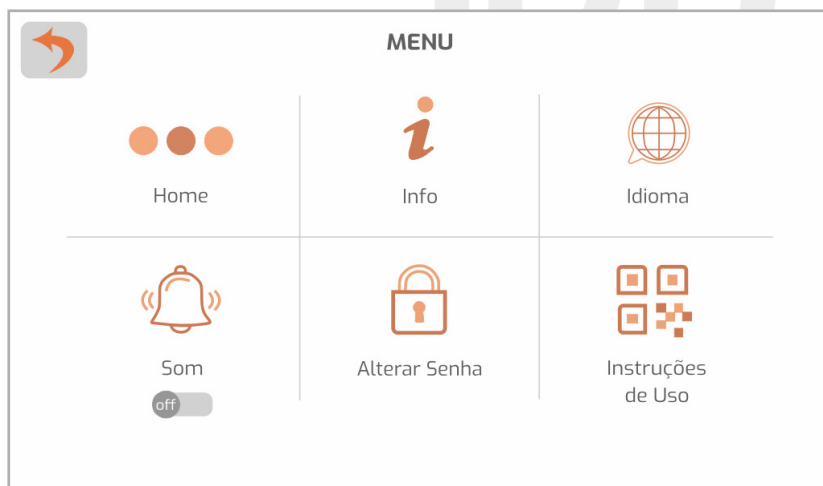 MENU
Home
Info
Idioma
Som
off
Alterar Senha
Instruções
de Uso